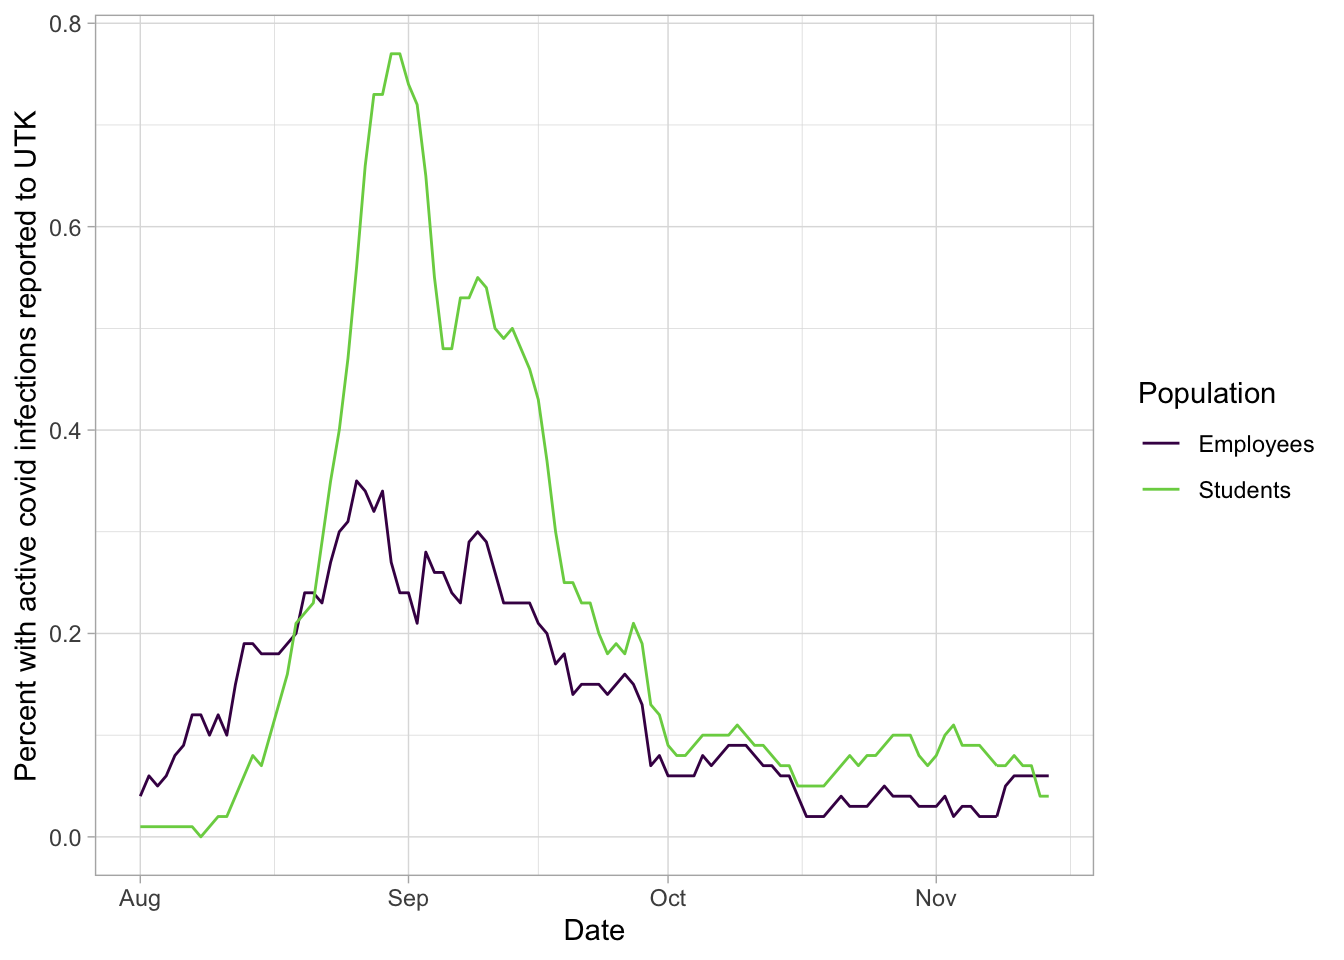 Percent with active covid infections reported to UTK
0.8
0.6
0.4
0.2
0.0
Aug
Sep
Oct
Nov
Date
Population
Employees
Students